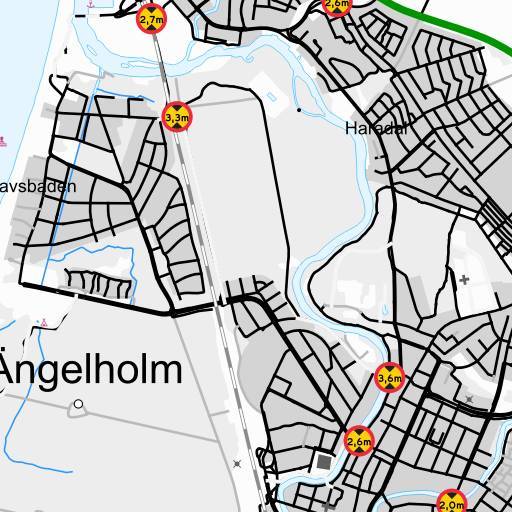 2,6m
2,7m
3,3m
Haradal
avsbaden
Ängelholm
3,6m
2,6m
2,0m